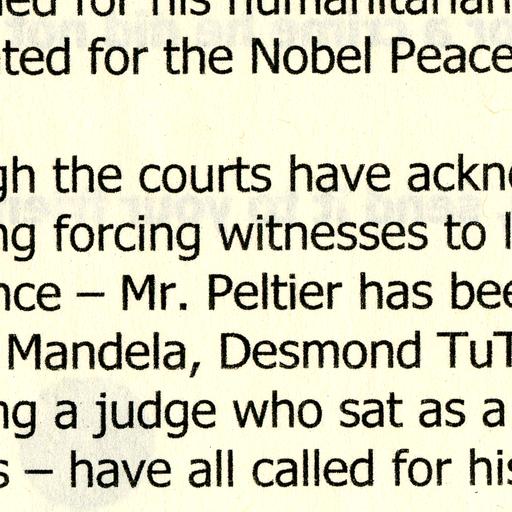 ed for his humanitarian
ted for the Nobel Peace
gh the courts have ackn
ng forcing witnesses to l
nce – Mr. Peltier has bee
Mandela, Desmond TuT
ng a judge who sat as a
s – have all called for his